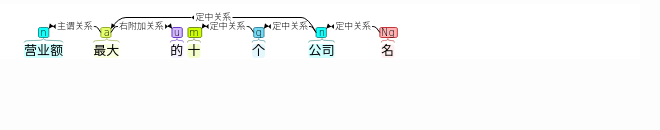 定中关系
主谓关系 右附加关系 定中关系 定中关系 定中关系
n a u m q n Ng
营业额 最大 的 十 个 公司 名